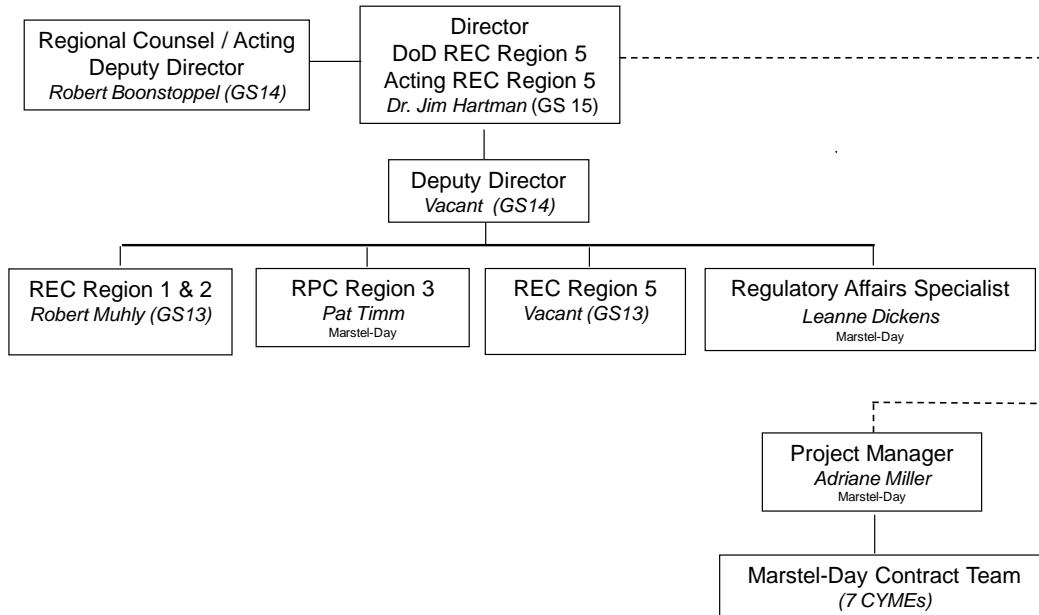 Regional Counsel / Acting
Deputy Director
Robert Boonstoppel (GS14)
Director
DoD REC Region 5
Acting REC Region 5
Dr. Jim Hartman (GS 15)
Deputy Director
Vacant (GS14)
REC Region 1 & 2
Robert Muhly (GS13)
RPC Region 3
Pat Timm
Marstel-Day
REC Region 5
Vacant (GS13)
Regulatory Affairs Specialist
Leanne Dickens
Marstel-Day
Project Manager
Adriane Miller
Marstel-Day
Marstel-Day Contract Team
(7 CYMEs)